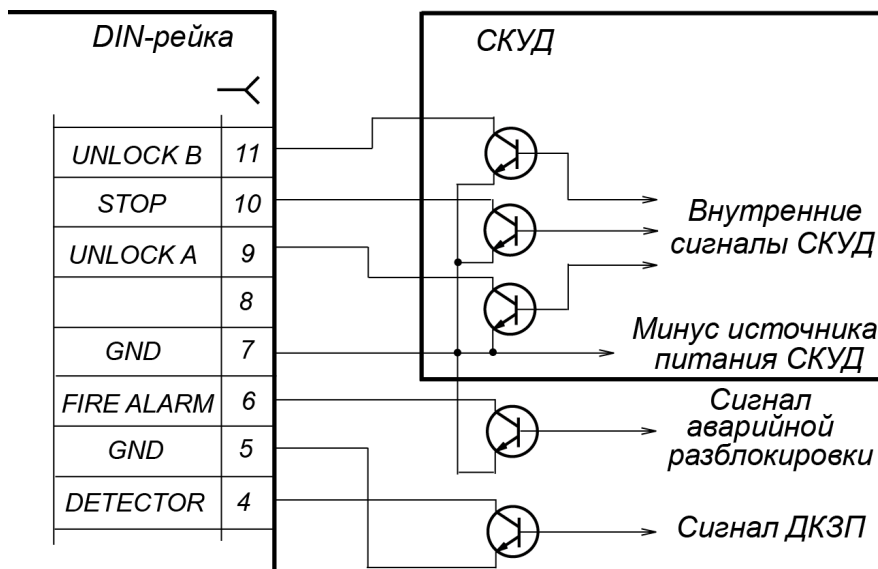 DIN-рейка
СКУД
UNLOCK B 11
STOP 10
UNLOCK A 9
8
GND 7
FIRE ALARM 6
GND 5
DETECTOR 4
Внутренние
сигналы СКУД
Минус источника
питания СКУД
Сигнал
аварийной
разблокировки
Сигнал ДКЗП